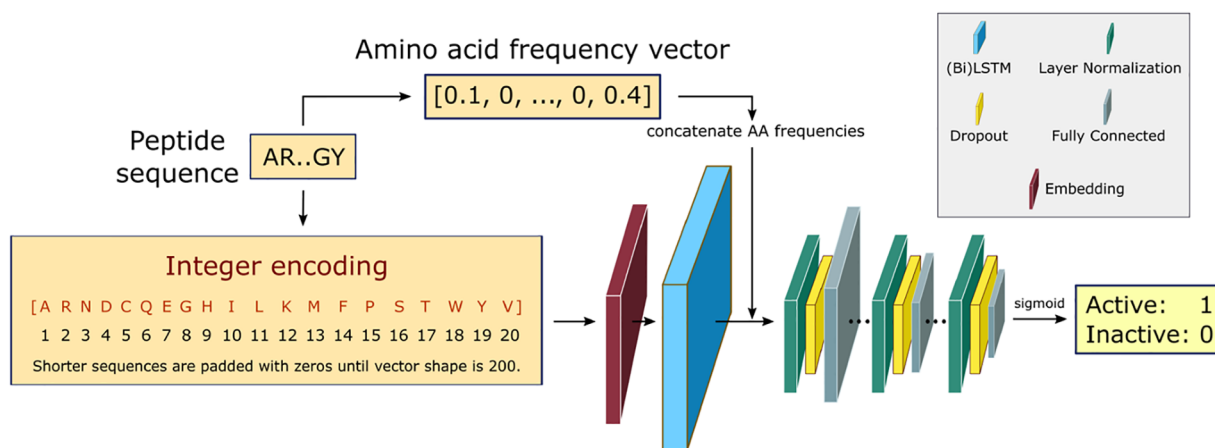 Amino acid frequency vector
[0.1, 0, ..., 0, 0.4]
concatenate AA frequencies
Peptide
sequence
AR..GY
Integer encoding
[A R N D C Q E G H I L K M F P S T W Y V]
1 2 3 4 5 6 7 8 9 10 11 12 13 14 15 16 17 18 19 20
Shorter sequences are padded with zeros until vector shape is 200.
sigmoid
Active: 1
Inactive: 0
(Bi)LSTM
Layer Normalization
Dropout
Fully Connected
Embedding